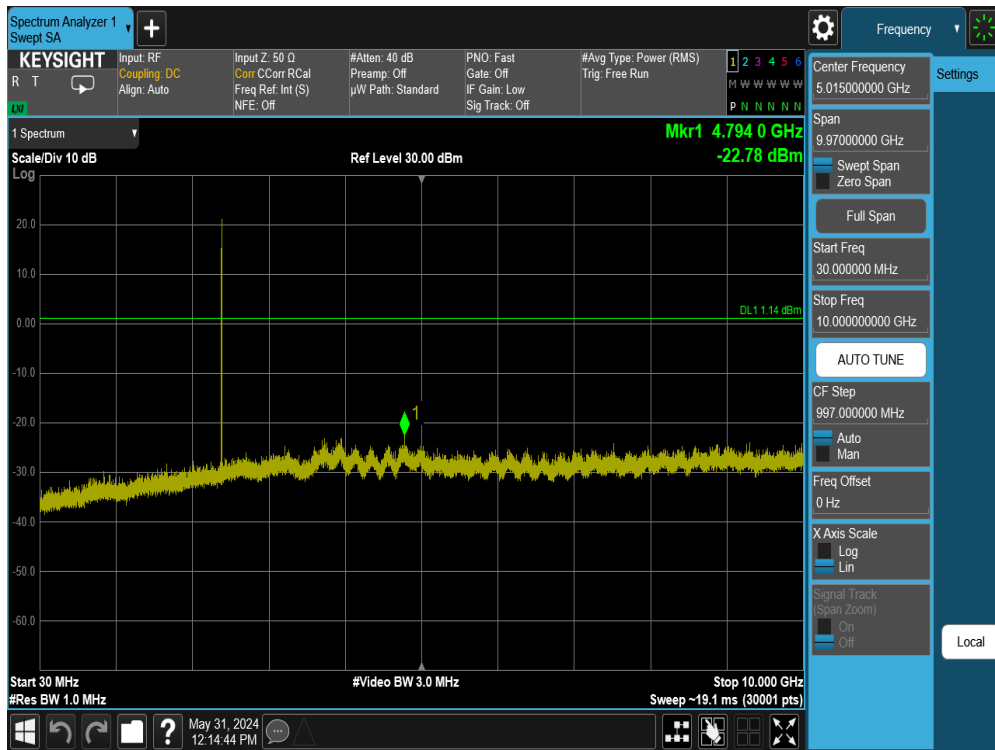 Spectrum Analyzer 1
Swept SA
Frequency
KEYSIGHT
R T
LXI
Input: RF
Coupling: DC
Align: Auto
Input Z: 50 Ω
Corr CCorr RCal
Freq Ref: Int (S)
NFE: Off
#Atten: 40 dB
Preamp: Off
µW Path: Standard
PNO: Fast
Gate: Off
IF Gain: Low
Sig Track: Off
#Avg Type: Power (RMS)
Trig: Free Run
1 2 3 4 5 6
M W W W W W
P N N N N N
1 Spectrum
Mkr1 4.794 0 GHz
Scale/Div 10 dB
Ref Level 30.00 dBm
-22.78 dBm
Log
20.0
10.0
0.00
DL1 1.14 dBm
-10.0
-20.0
1
-30.0
-40.0
-50.0
-60.0
Start 30 MHz
#Video BW 3.0 MHz
Stop 10.000 GHz
#Res BW 1.0 MHz
Sweep ~19.1 ms (30001 pts)
Center Frequency
5.015000000 GHz
Settings
Span
9.97000000 GHz
Swept Span
Zero Span
Full Span
Start Freq
30.000000 MHz
Stop Freq
10.000000000 GHz
AUTO TUNE
CF Step
997.000000 MHz
Auto
Man
Freq Offset
0 Hz
X Axis Scale
Log
Lin
Signal Track
(Span Zoom)
On
Off
Local
?
May 31, 2024
12:14:44 PM